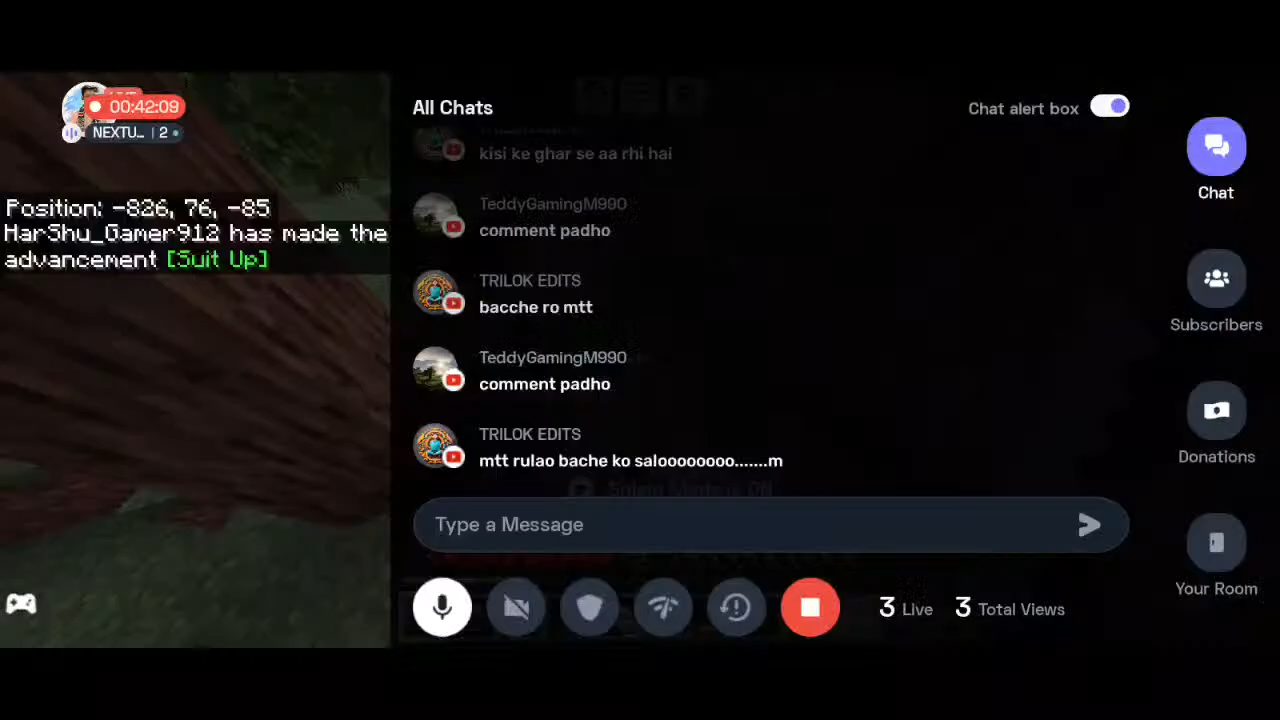 00:42:09
NEXTU... | 2
Position: -826, 76, -85
HarShu_Gamer912 has made the
advancement [Suit Up]
All Chats
Chat alert box
kisi ke ghar se aa rhi hai
TeddyGamingM990
comment padho
TRILOK EDITS
bacche ro mtt
TeddyGamingM990
comment padho
TRILOK EDITS
mtt rulao bache ko saloooooooo.......m
Type a Message
3 Live 3 Total Views
Chat
Subscribers
Donations
Your Room